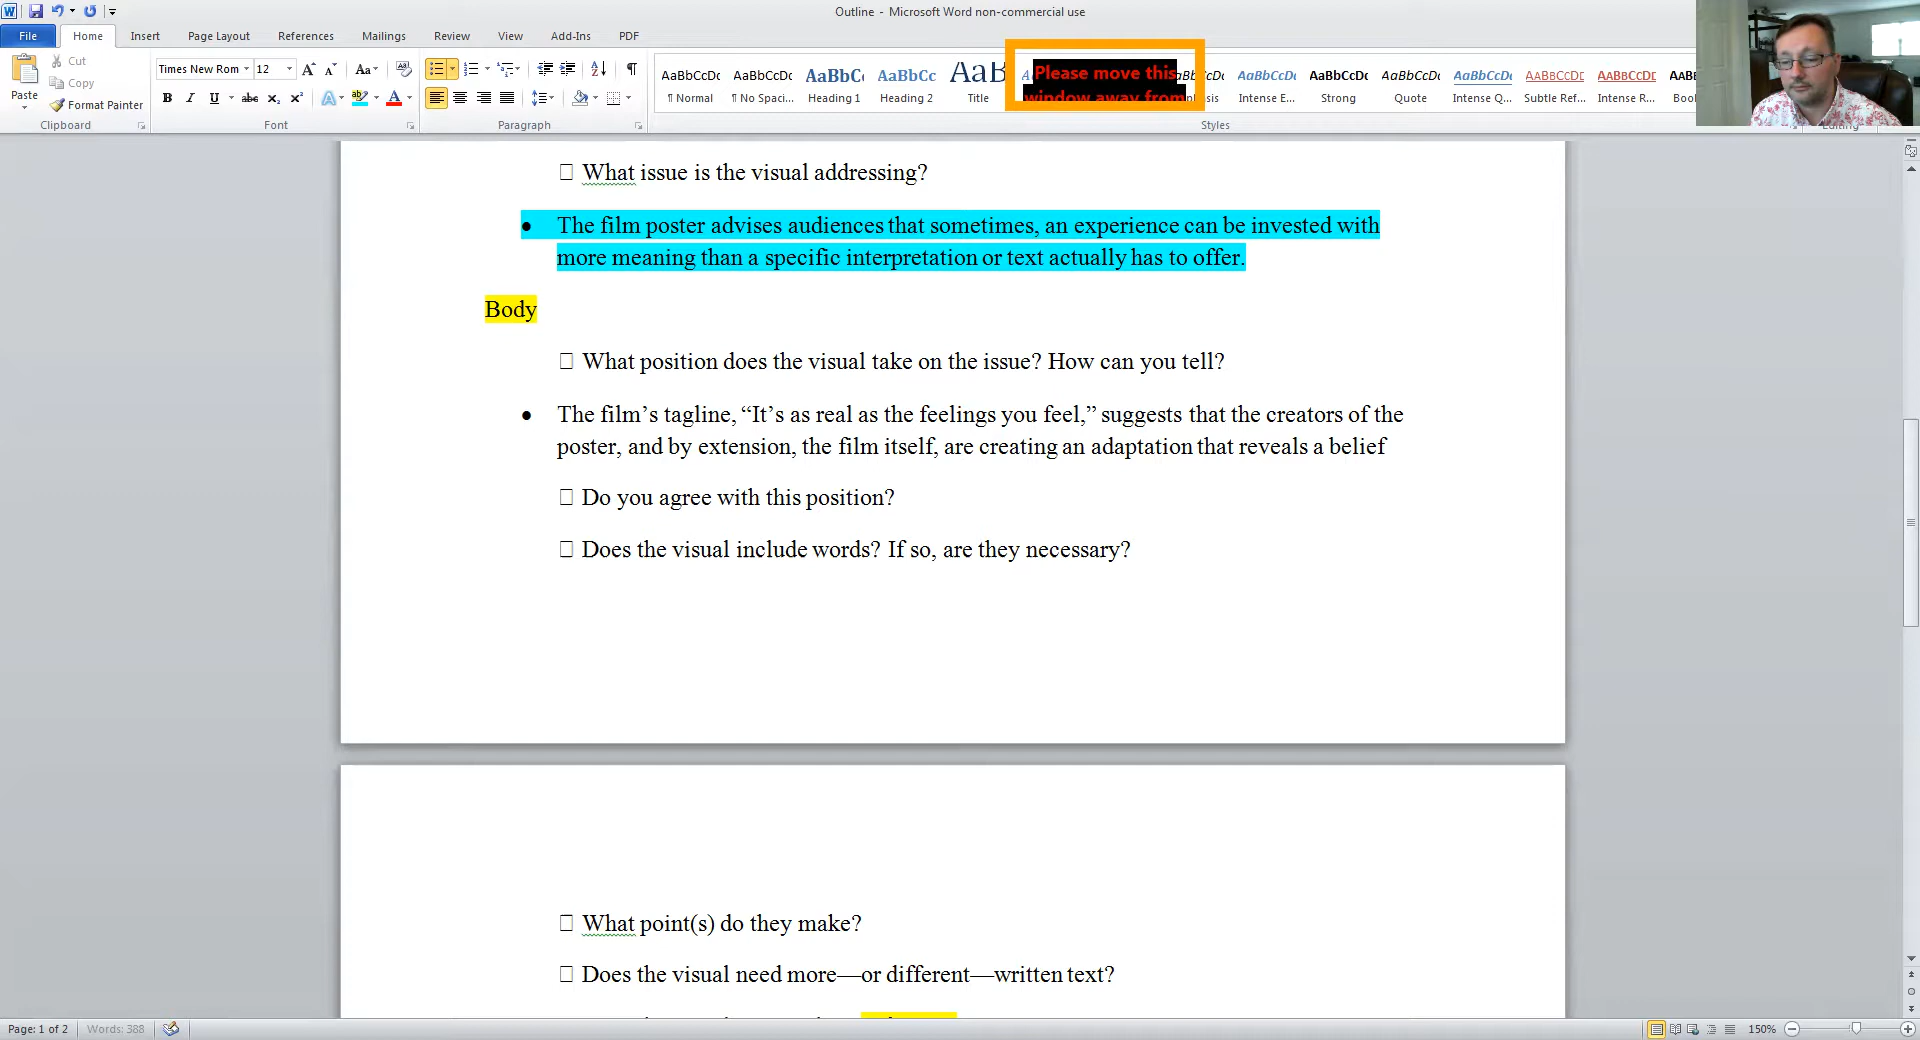 Outline - Microsoft Word non-commercial use
File Home Insert Page Layout References Mailings Review View Add-Ins PDF
Paste
Cut
Copy
Format Painter
Clipboard
Times New Rom 12
Font
Paragraph
AaBbCcDc AaBbCcDc AaBbCc AaBbCc AaB
¶ Normal ¶ No Spaci... Heading 1 Heading 2 Title
Please move this
window away from
AaBbCcDc AaBbCcDc AaBbCcDc AaBbCcDc AaBbCcDc AaBbCcDc
Intense E... Strong Quote Intense Q... Subtle Ref... Intense R...
Styles
What issue is the visual addressing?
• The film poster advises audiences that sometimes, an experience can be invested with
more meaning than a specific interpretation or text actually has to offer.
Body
What position does the visual take on the issue? How can you tell?
• The film’s tagline, “It’s as real as the feelings you feel,” suggests that the creators of the
poster, and by extension, the film itself, are creating an adaptation that reveals a belief
Do you agree with this position?
Does the visual include words? If so, are they necessary?
What point(s) do they make?
Does the visual need more—or different—written text?
Page: 1 of 2 Words: 388 150%